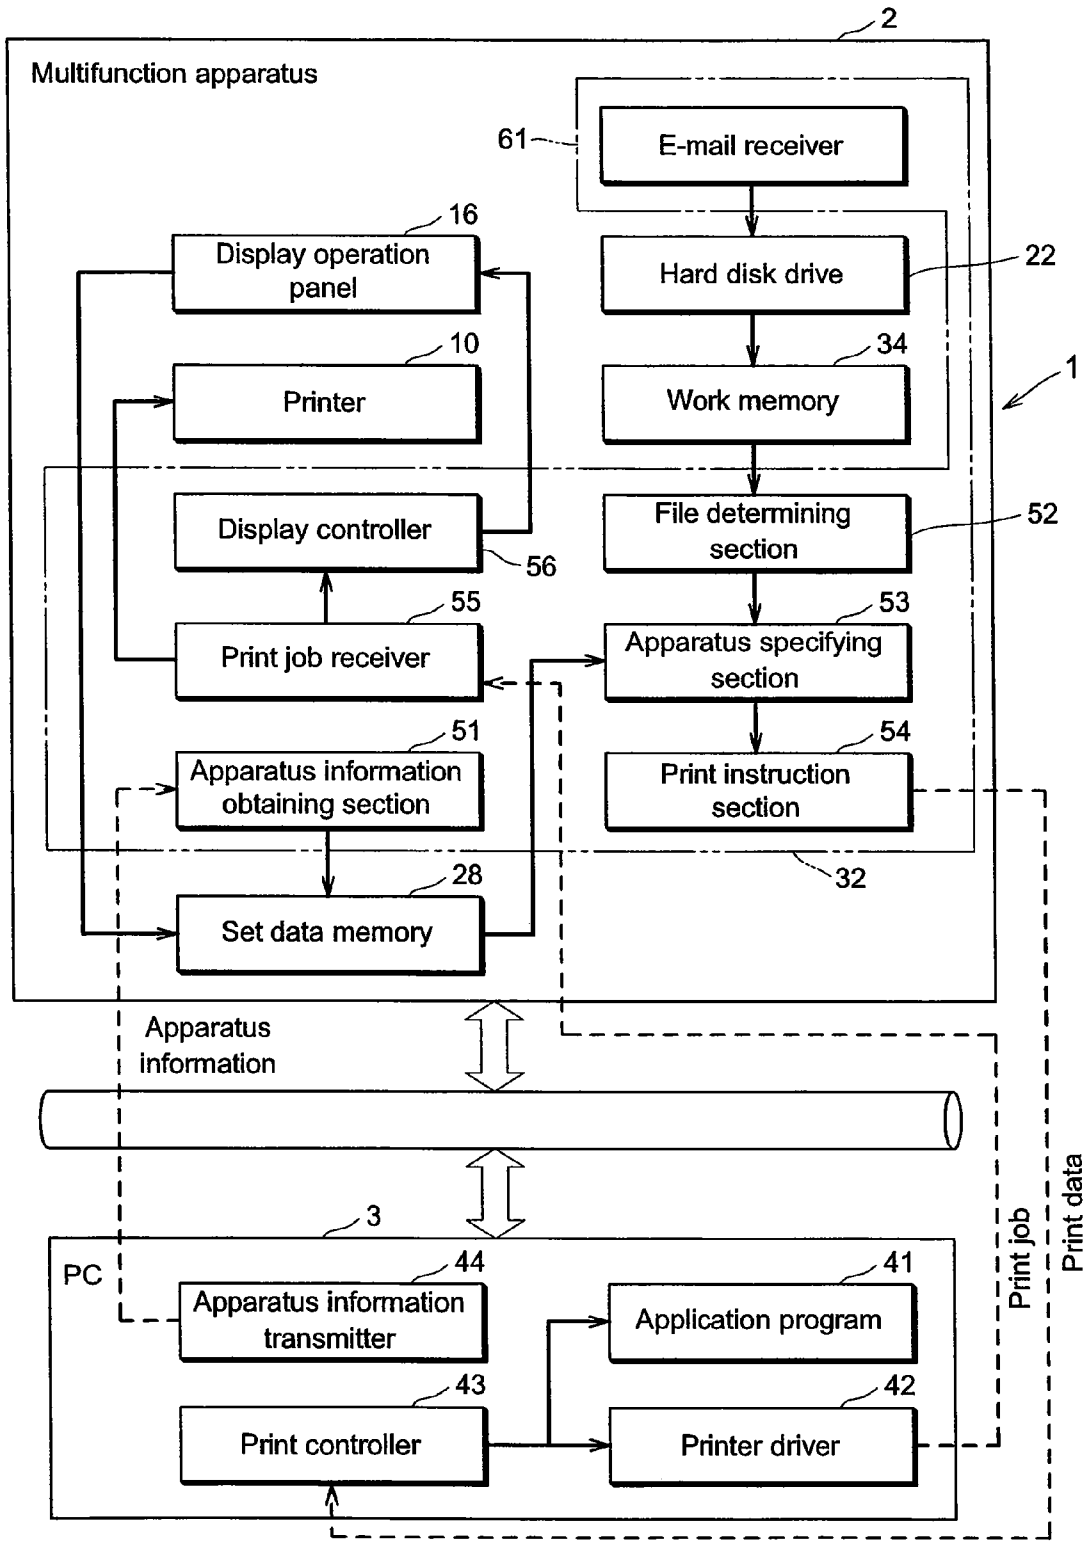 2
Multifunction apparatus
61
E-mail receiver
16
Display operation
panel
Hard disk drive
22
10
Printer
34
Work memory
1
Display controller
56
File determining
section
52
55
Print job receiver
53
Apparatus specifying
section
51
Apparatus information
obtaining section
54
Print instruction
section
32
28
Set data memory
Apparatus
information
Print job
Print data
3
PC
44
Apparatus information
transmitter
41
Application program
43
Print controller
42
Printer driver